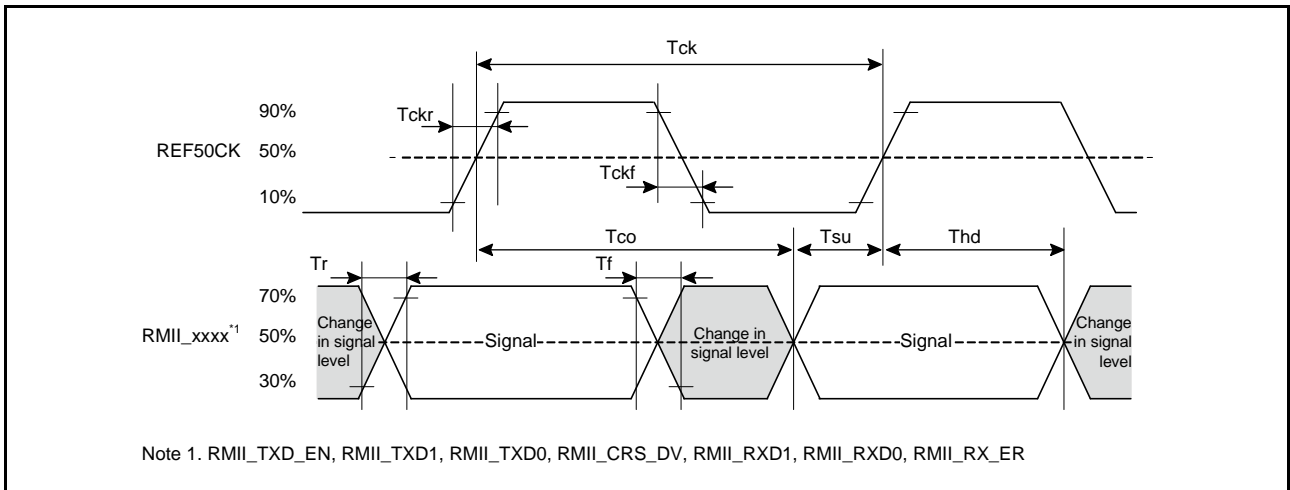 Tck
90%
Tckr
REF50CK 50%
Tckf
10%
Tco Tsu Thd
Tr Tf
70%
RMII_xxxx*1 50%
30%
Change
in signal
level
Signal
Change in
signal level
Signal
Change
in signal
level
Note 1. RMII_TXD_EN, RMII_TXD1, RMII_TXD0, RMII_CRS_DV, RMII_RXD1, RMII_RXD0, RMII_RX_ER